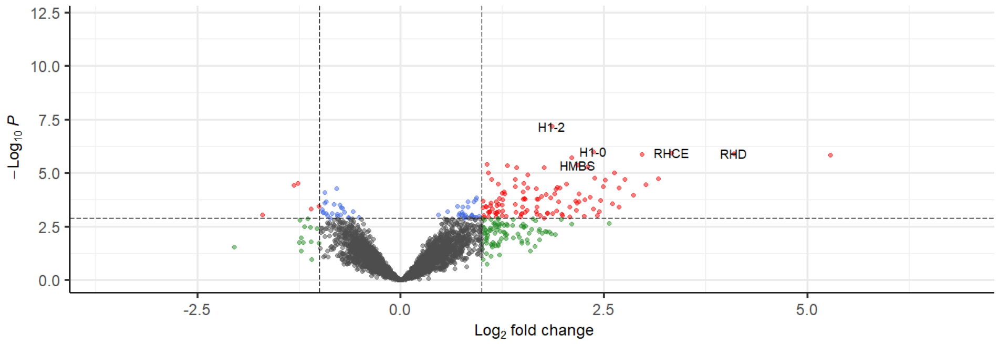 12.5
10.0
7.5
5.0
2.5
0.0
−Log₁₀ P
H1-2
H1-0
RHCE
RHD
HMBS
-2.5
0.0
2.5
5.0
Log₂ fold change